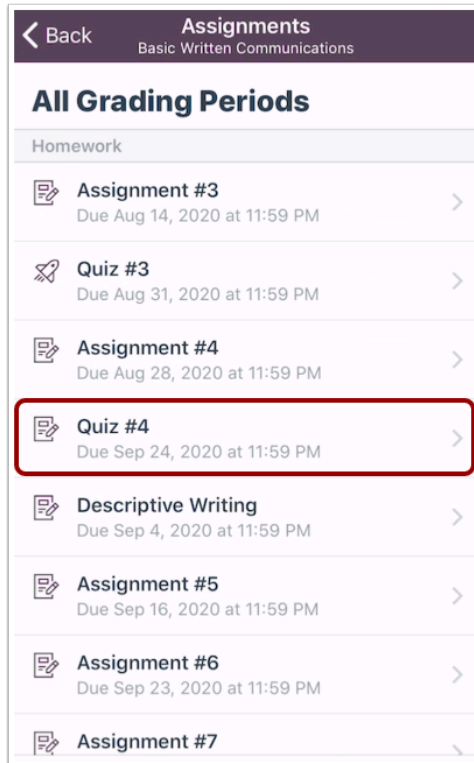 Back
Assignments
Basic Written Communications
All Grading Periods
Homework
Assignment #3
Due Aug 14, 2020 at 11:59 PM
Quiz #3
Due Aug 31, 2020 at 11:59 PM
Assignment #4
Due Aug 28, 2020 at 11:59 PM
Quiz #4
Due Sep 24, 2020 at 11:59 PM
Descriptive Writing
Due Sep 4, 2020 at 11:59 PM
Assignment #5
Due Sep 16, 2020 at 11:59 PM
Assignment #6
Due Sep 23, 2020 at 11:59 PM
Assignment #7